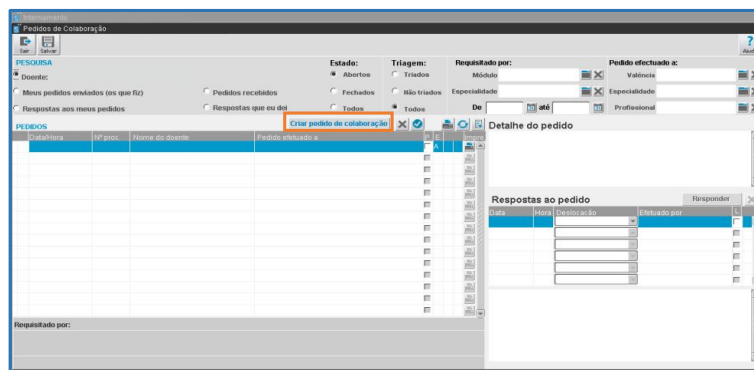 Internamento
Pedidos de Colaboração
Sair Salvar
Ajud
PESQUISA Estado: Triagem: Requisitado por: Pedido efectuado a:
Doente: Abertos Triados Módulo Valência
Meus pedidos enviados (os que fiz) Pedidos recebidos Fechados Não triados Especialidade Especialidade
Respostas aos meus pedidos Respostas que eu dei Todos Todos De até Profissional
PEDIDOS Criar pedido de colaboração Detalhe do pedido
Data/Hora Nº proc. Nome do doente Pedido efetuado a P E Impre
A
Respostas ao pedido Responder
Data Hora Deslocação Efetuado por L
Requisitado por: